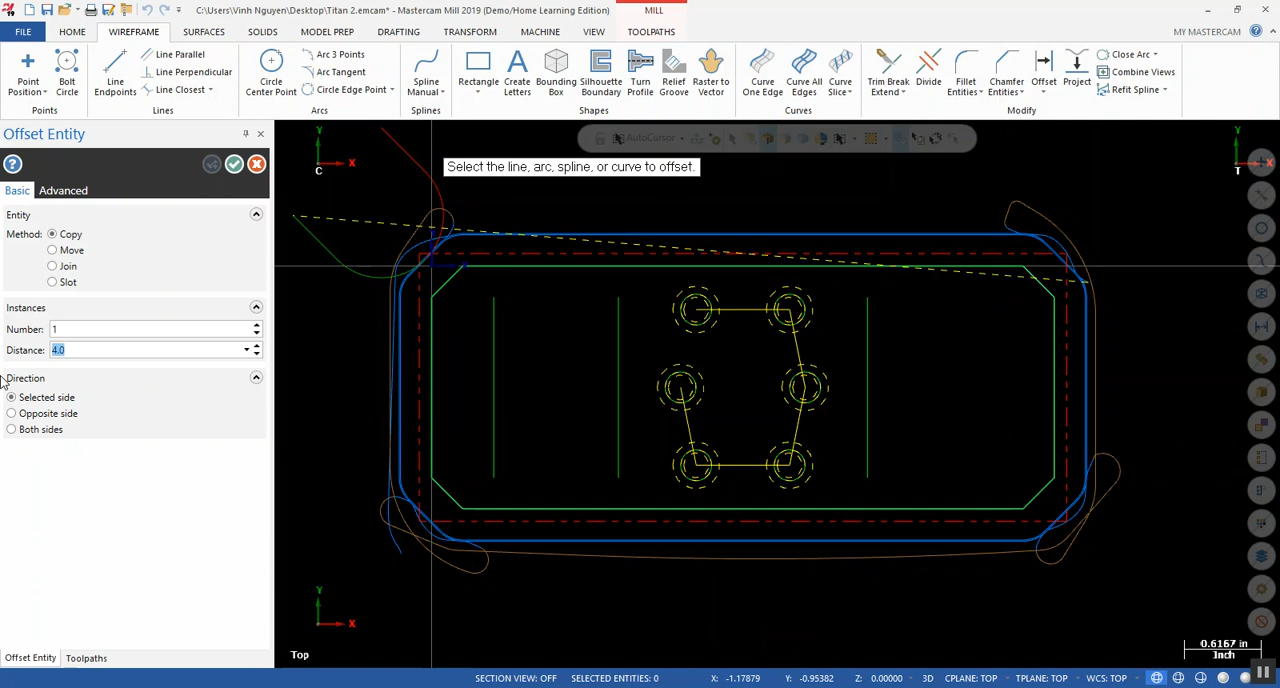 C:\Users\Vinh Nguyen\Desktop\Titan 2.emcam* - Mastercam Mill 2019 (Demo/Home Learning Edition)
MILL
FILE HOME WIREFRAME SURFACES SOLIDS MODEL PREP DRAFTING TRANSFORM MACHINE VIEW TOOLPATHS MY MASTERCAM
Point Position
Bolt Circle
Points
Line Endpoints
Line Parallel
Line Perpendicular
Line Closest
Lines
Circle Center Point
Arc 3 Points
Arc Tangent
Circle Edge Point
Arcs
Spline Manual
Splines
Rectangle
Create Letters
Bounding Box
Silhouette Boundary
Turn Profile
Relief Groove
Raster to Vector
Shapes
Curve One Edge
Curve All Edges
Curve Slice
Curves
Trim Break Extend
Divide
Fillet Entities
Chamfer Entities
Offset
Project
Close Arc
Combine Views
Refit Spline
Modify
Offset Entity
Basic Advanced
Entity
Method: Copy
Move
Join
Slot
Instances
Number: 1
Distance: 4.0
Direction
Selected side
Opposite side
Both sides
Offset Entity Toolpaths
AutoCursor
Select the line, arc, spline, or curve to offset.
Y
X
C
Y
X
T
Y
X
Top
0.6167 in
Inch
SECTION VIEW: OFF SELECTED ENTITIES: 0 X: -1.17879 Y: -0.95382 Z: 0.00000 3D CPLANE: TOP TPLANE: TOP WCS: TOP